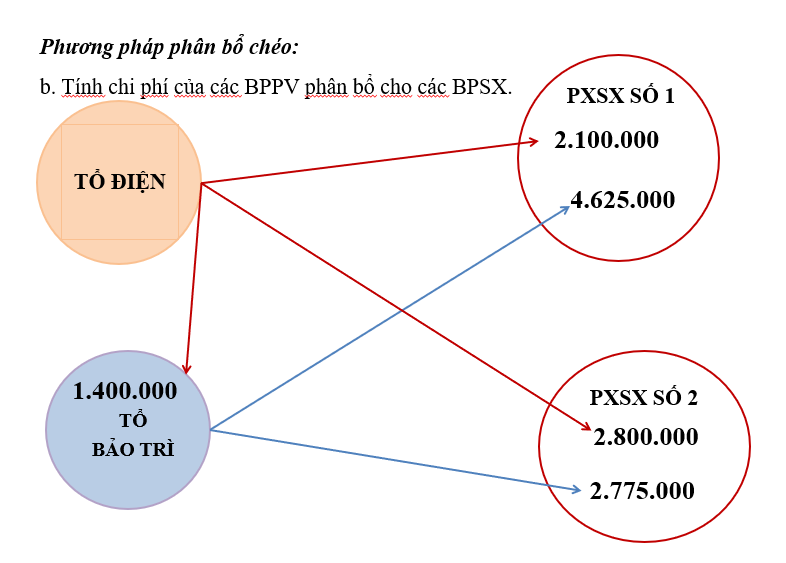 Phương pháp phân bổ chéo:
b. Tính chi phí của các BPPV phân bổ cho các BPSX.
TỔ ĐIỆN
PXSX SỐ 1
2.100.000
4.625.000
1.400.000
TỔ
BẢO TRÌ
PXSX SỐ 2
2.800.000
2.775.000